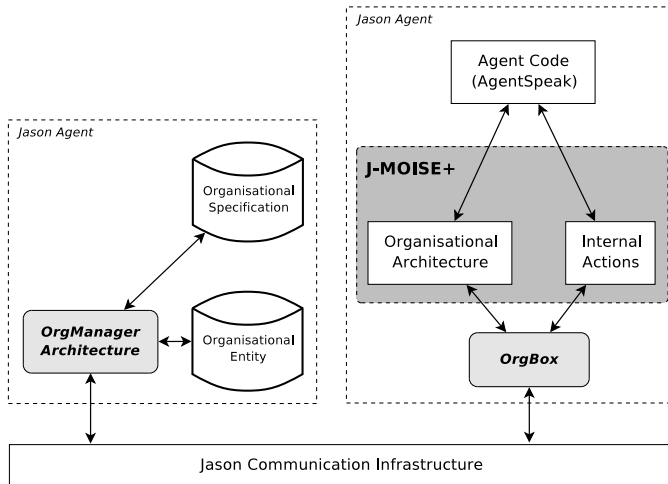 Jason Agent
Agent Code
(AgentSpeak)
J-MOISE+
Organisational
Architecture
Internal
Actions
OrgBox
Jason Agent
Organisational
Specification
OrgManager
Architecture
Organisational
Entity
Jason Communication Infrastructure